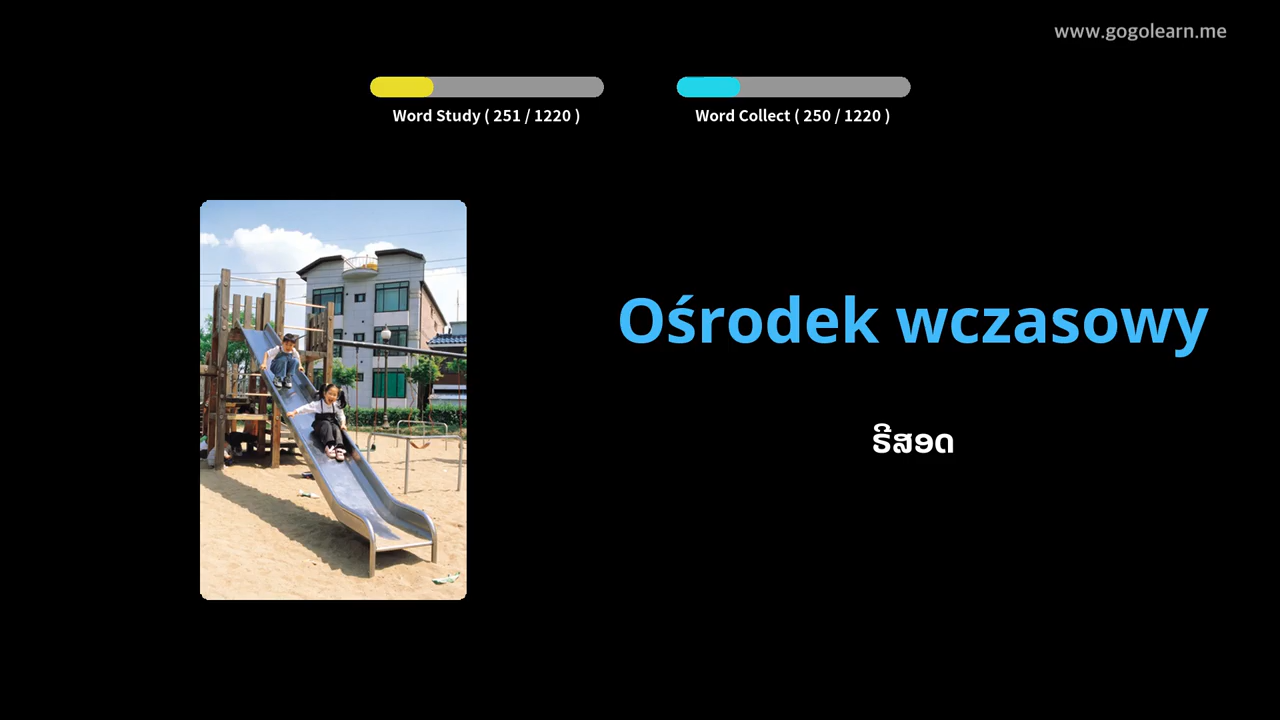 www.gogolearn.me
Word Study ( 251 / 1220 )
Word Collect ( 250 / 1220 )
Ośrodek wczasowy
ຣີສອດ